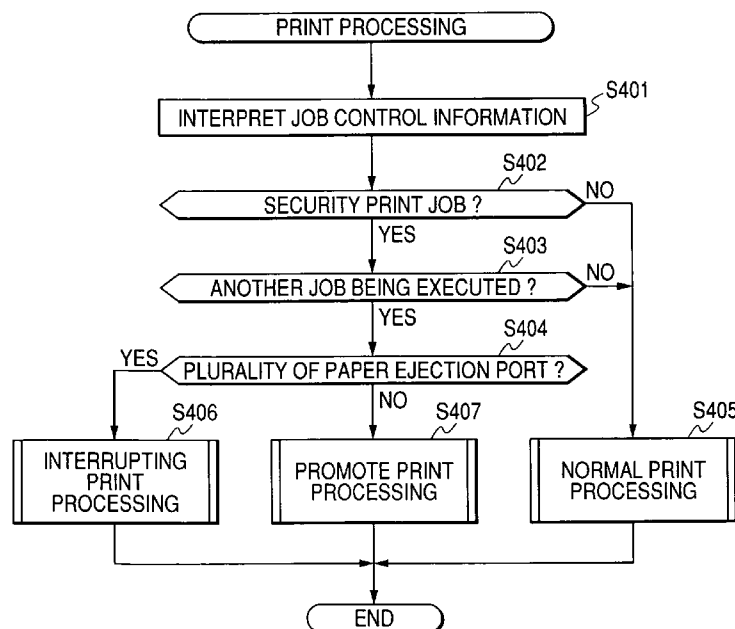 PRINT PROCESSING
S401
INTERPRET JOB CONTROL INFORMATION
S402
SECURITY PRINT JOB ?
NO
YES
S403
ANOTHER JOB BEING EXECUTED ?
NO
YES
S404
YES
PLURALITY OF PAPER EJECTION PORT ?
NO
S406
INTERRUPTING
PRINT
PROCESSING
S407
PROMOTE PRINT
PROCESSING
S405
NORMAL PRINT
PROCESSING
END